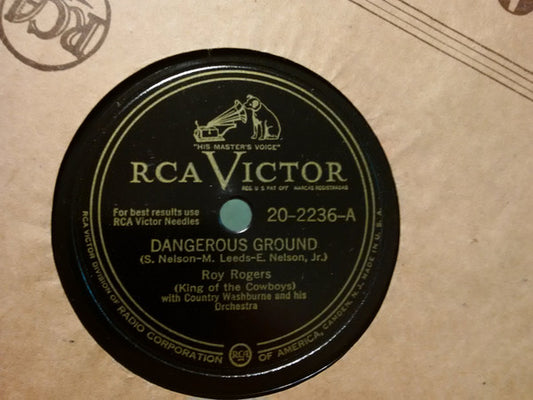 RCA
"HIS MASTER'S VOICE"
RCA VICTOR
REG. U.S. PAT. OFF. MARCAS REGISTRADAS
For best results use
RCA Victor Needles
20-2236-A
DANGEROUS GROUND
(S. Nelson-M. Leeds-E. Nelson, Jr.)
Roy Rogers
(King of the Cowboys)
with Country Washburne and his
Orchestra
RCA VICTOR DIVISION OF RADIO CORPORATION OF AMERICA, CAMDEN, N.J. MADE IN U.S.A.
RCA